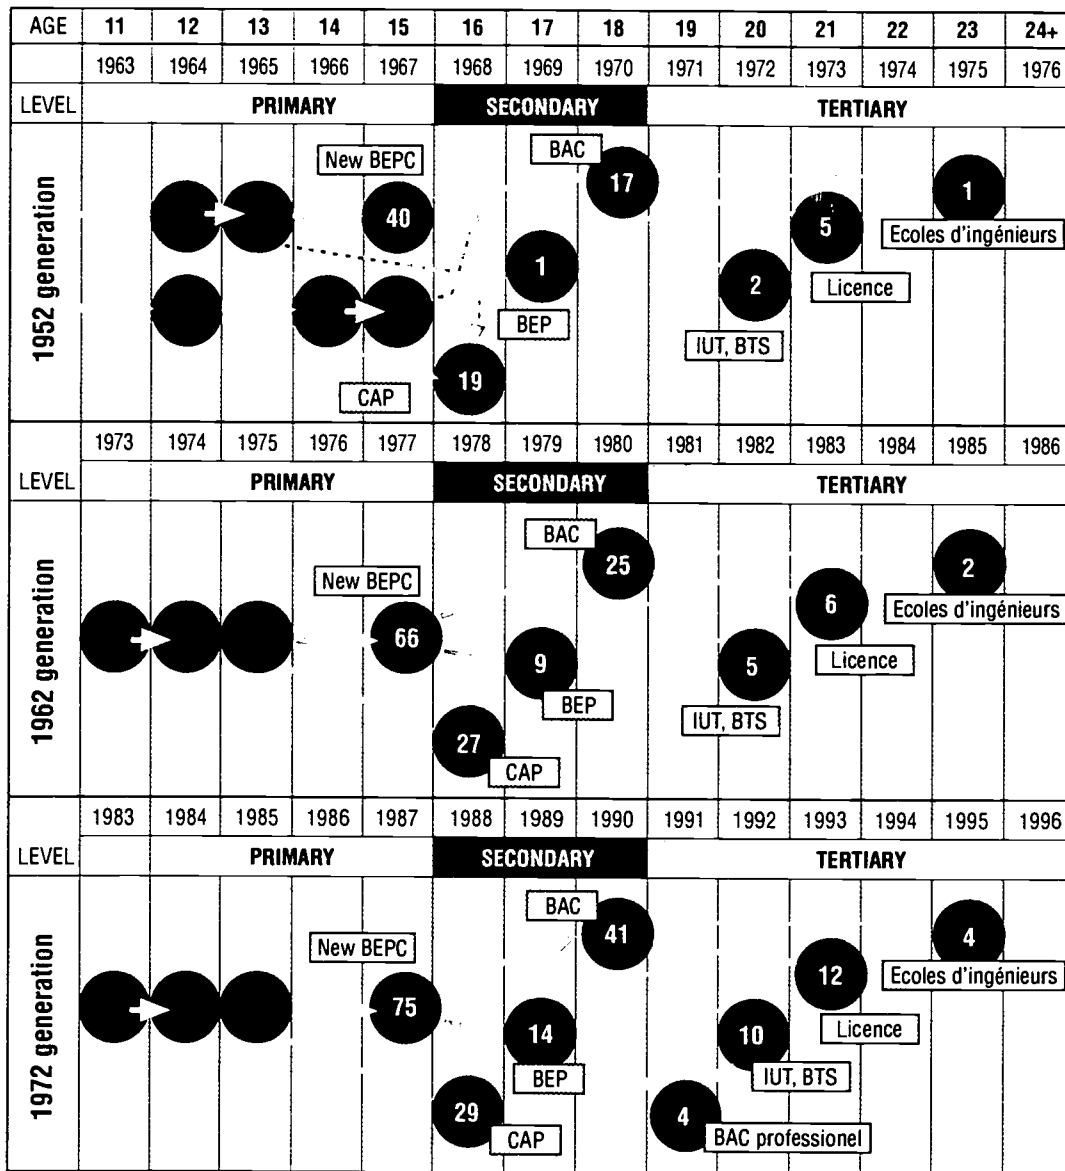 AGE 11 12 13 14 15 16 17 18 19 20 21 22 23 24+
1963 1964 1965 1966 1967 1968 1969 1970 1971 1972 1973 1974 1975 1976
LEVEL PRIMARY SECONDARY TERTIARY
1952 generation
BAC
17
New BEPC
40
1
Ecoles d'ingénieurs
5
Licence
1
BEP
2
IUT, BTS
CAP
19
1973 1974 1975 1976 1977 1978 1979 1980 1981 1982 1983 1984 1985 1986
LEVEL PRIMARY SECONDARY TERTIARY
1962 generation
BAC
25
New BEPC
66
2
Ecoles d'ingénieurs
6
Licence
9
BEP
5
IUT, BTS
27
CAP
1983 1984 1985 1986 1987 1988 1989 1990 1991 1992 1993 1994 1995 1996
LEVEL PRIMARY SECONDARY TERTIARY
1972 generation
BAC
41
New BEPC
75
4
Ecoles d'ingénieurs
12
Licence
14
BEP
10
IUT, BTS
29
CAP
4
BAC professionel